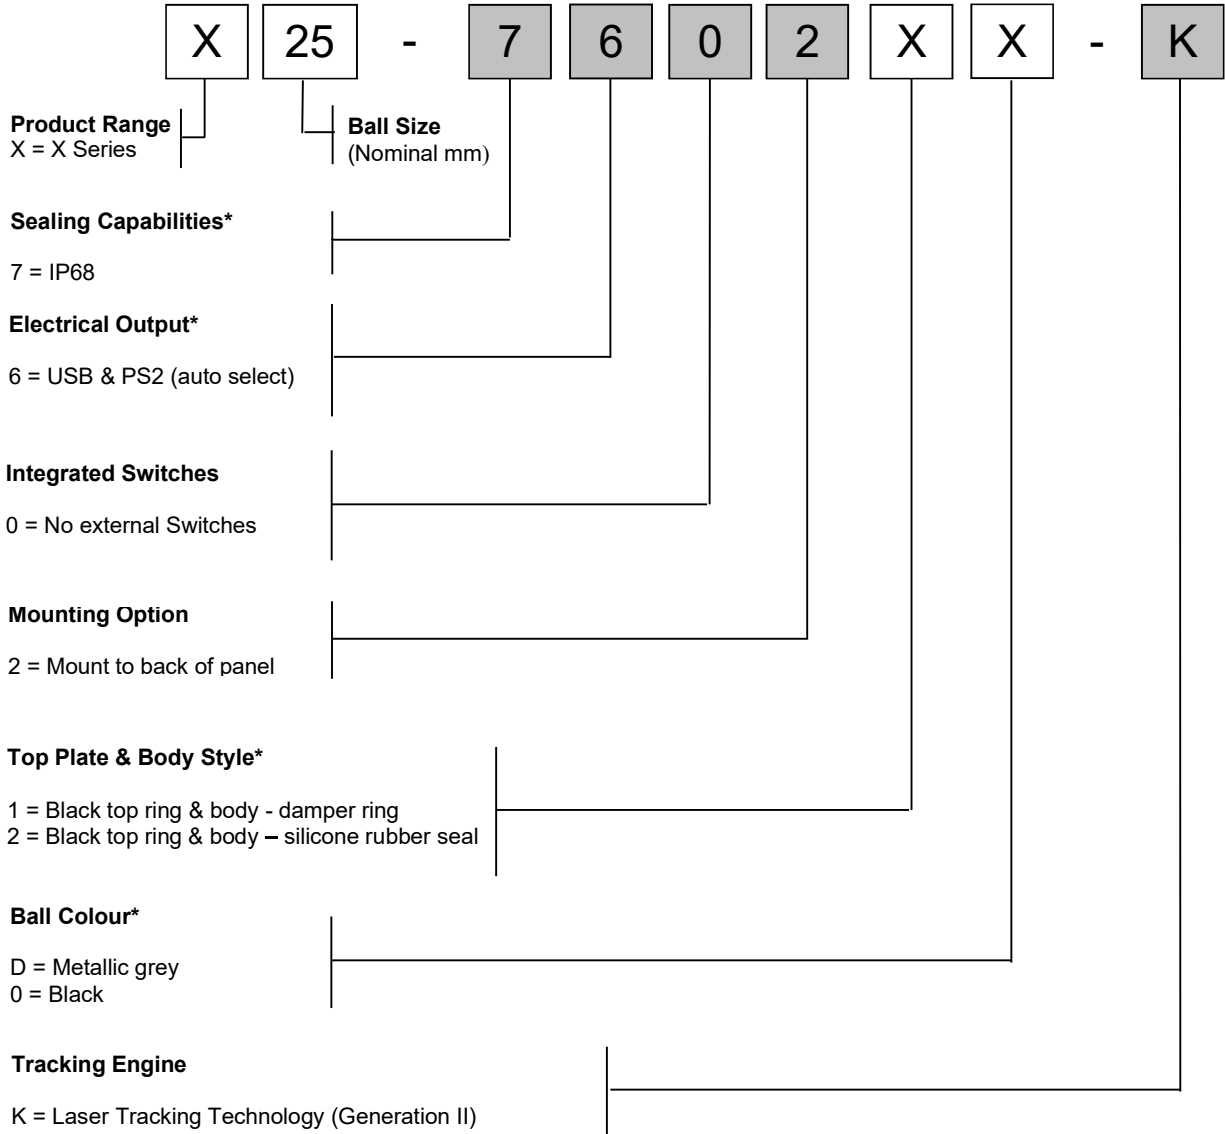 X 25 - 7 6 0 2 X X - K
Product Range
X = X Series
Ball Size
(Nominal mm)
Sealing Capabilities*
7 = IP68
Electrical Output*
6 = USB & PS2 (auto select)
Integrated Switches
0 = No external Switches
Mounting Option
2 = Mount to back of panel
Top Plate & Body Style*
1 = Black top ring & body - damper ring
2 = Black top ring & body – silicone rubber seal
Ball Colour*
D = Metallic grey
0 = Black
Tracking Engine
K = Laser Tracking Technology (Generation II)